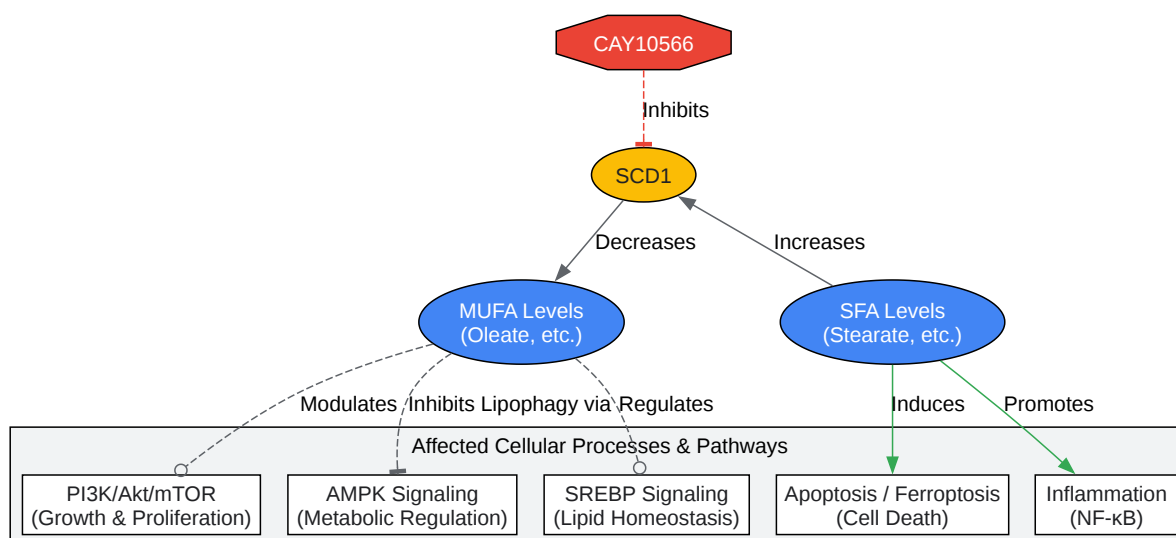 CAY10566
Inhibits
SCD1
Decreases
Increases
MUFA Levels
(Oleate, etc.)
SFA Levels
(Stearate, etc.)
Modulates
Inhibits Lipophagy via
Regulates
Induces
Promotes
Affected Cellular Processes & Pathways
PI3K/Akt/mTOR
(Growth & Proliferation)
AMPK Signaling
(Metabolic Regulation)
SREBP Signaling
(Lipid Homeostasis)
Apoptosis / Ferroptosis
(Cell Death)
Inflammation
(NF-κB)